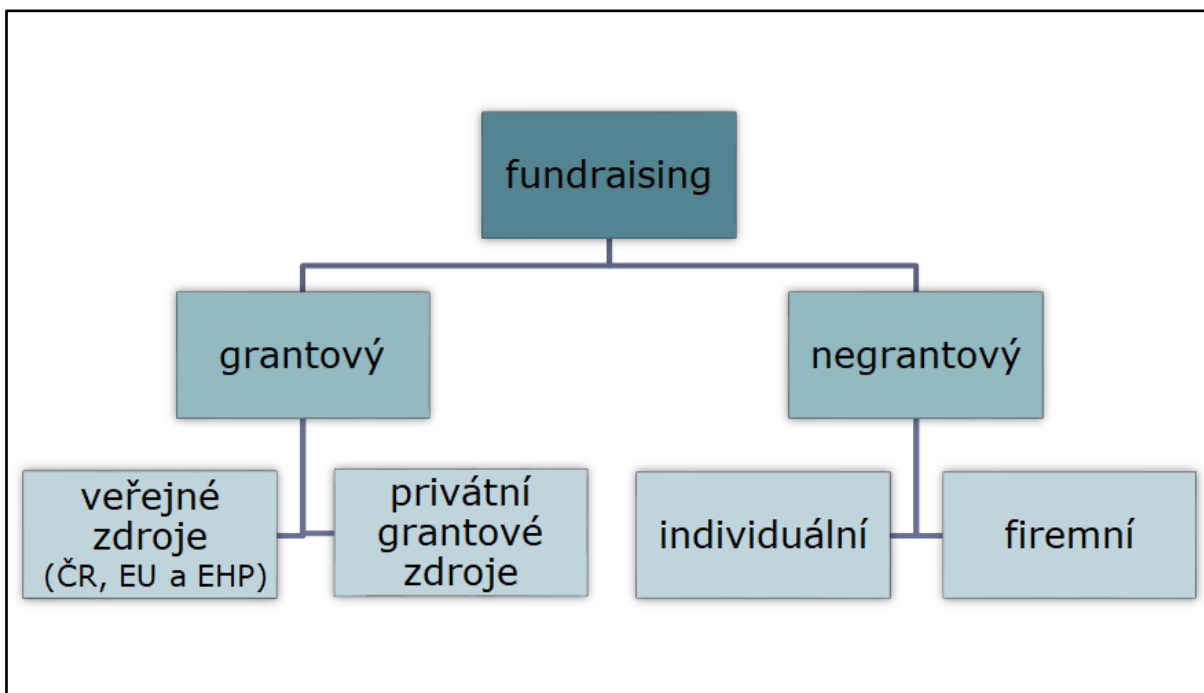 fundraising
grantový
negrantový
veřejné
zdroje
(ČR, EU a EHP)
privátní
grantové
zdroje
individuální
firemní